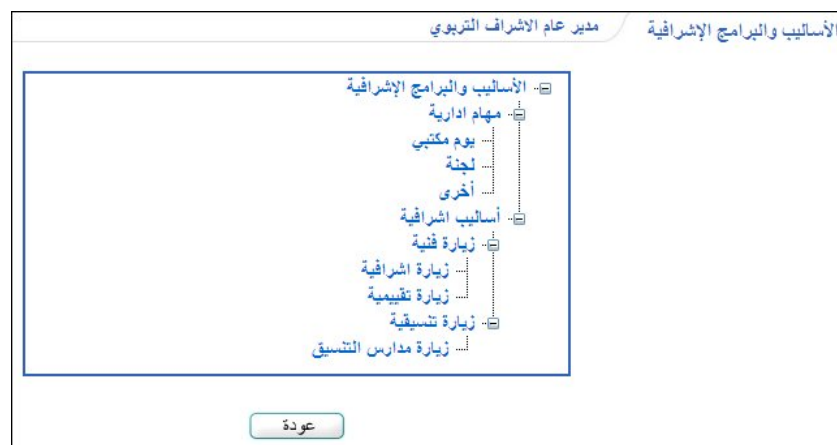 الأساليب والبرامج الإشرافية
مدير عام الاشراف التربوي
الأساليب والبرامج الإشرافية
مهام ادارية
يوم مكتبي
لجنة
أخرى
أساليب اشرافية
زيارة فنية
زيارة اشرافية
زيارة تقييمية
زيارة تنسيقية
زيارة مدارس التنسيق
عودة